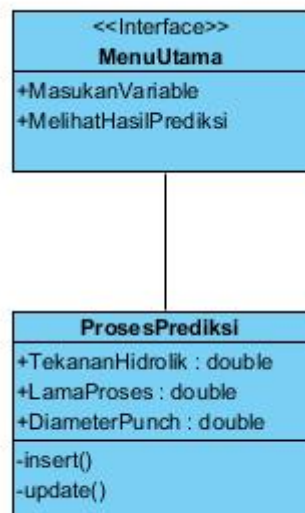 <<Interface>>
MenuUtama
+MasukanVariable
+MelihatHasilPrediksi
ProsesPrediksi
+TekananHidrolik : double
+LamaProses : double
+DiameterPunch : double
-insert()
-update()